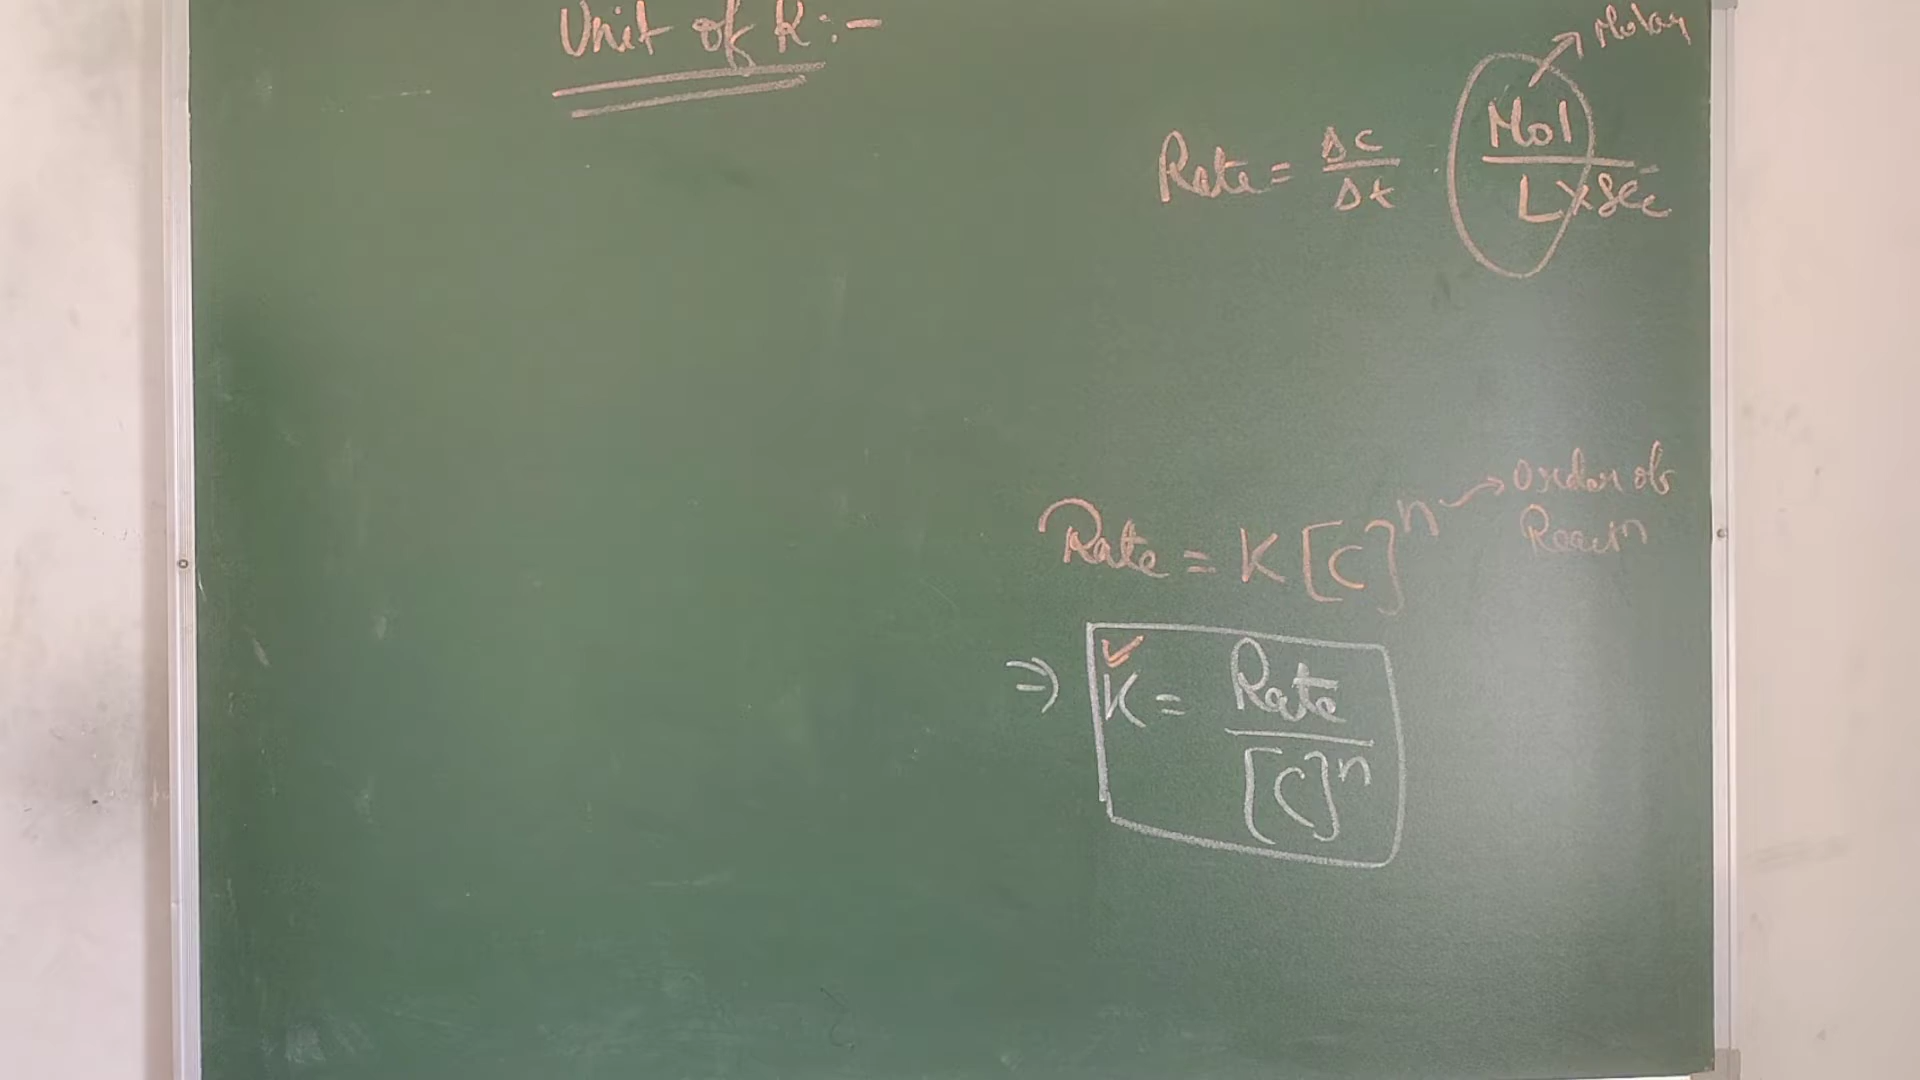 Unit of K :-
Molar
Rate = ΔC/Δt Mol/L×Sec
Rate = K[C]^n → Order of
Reacn
⇒ K = Rate/[C]^n